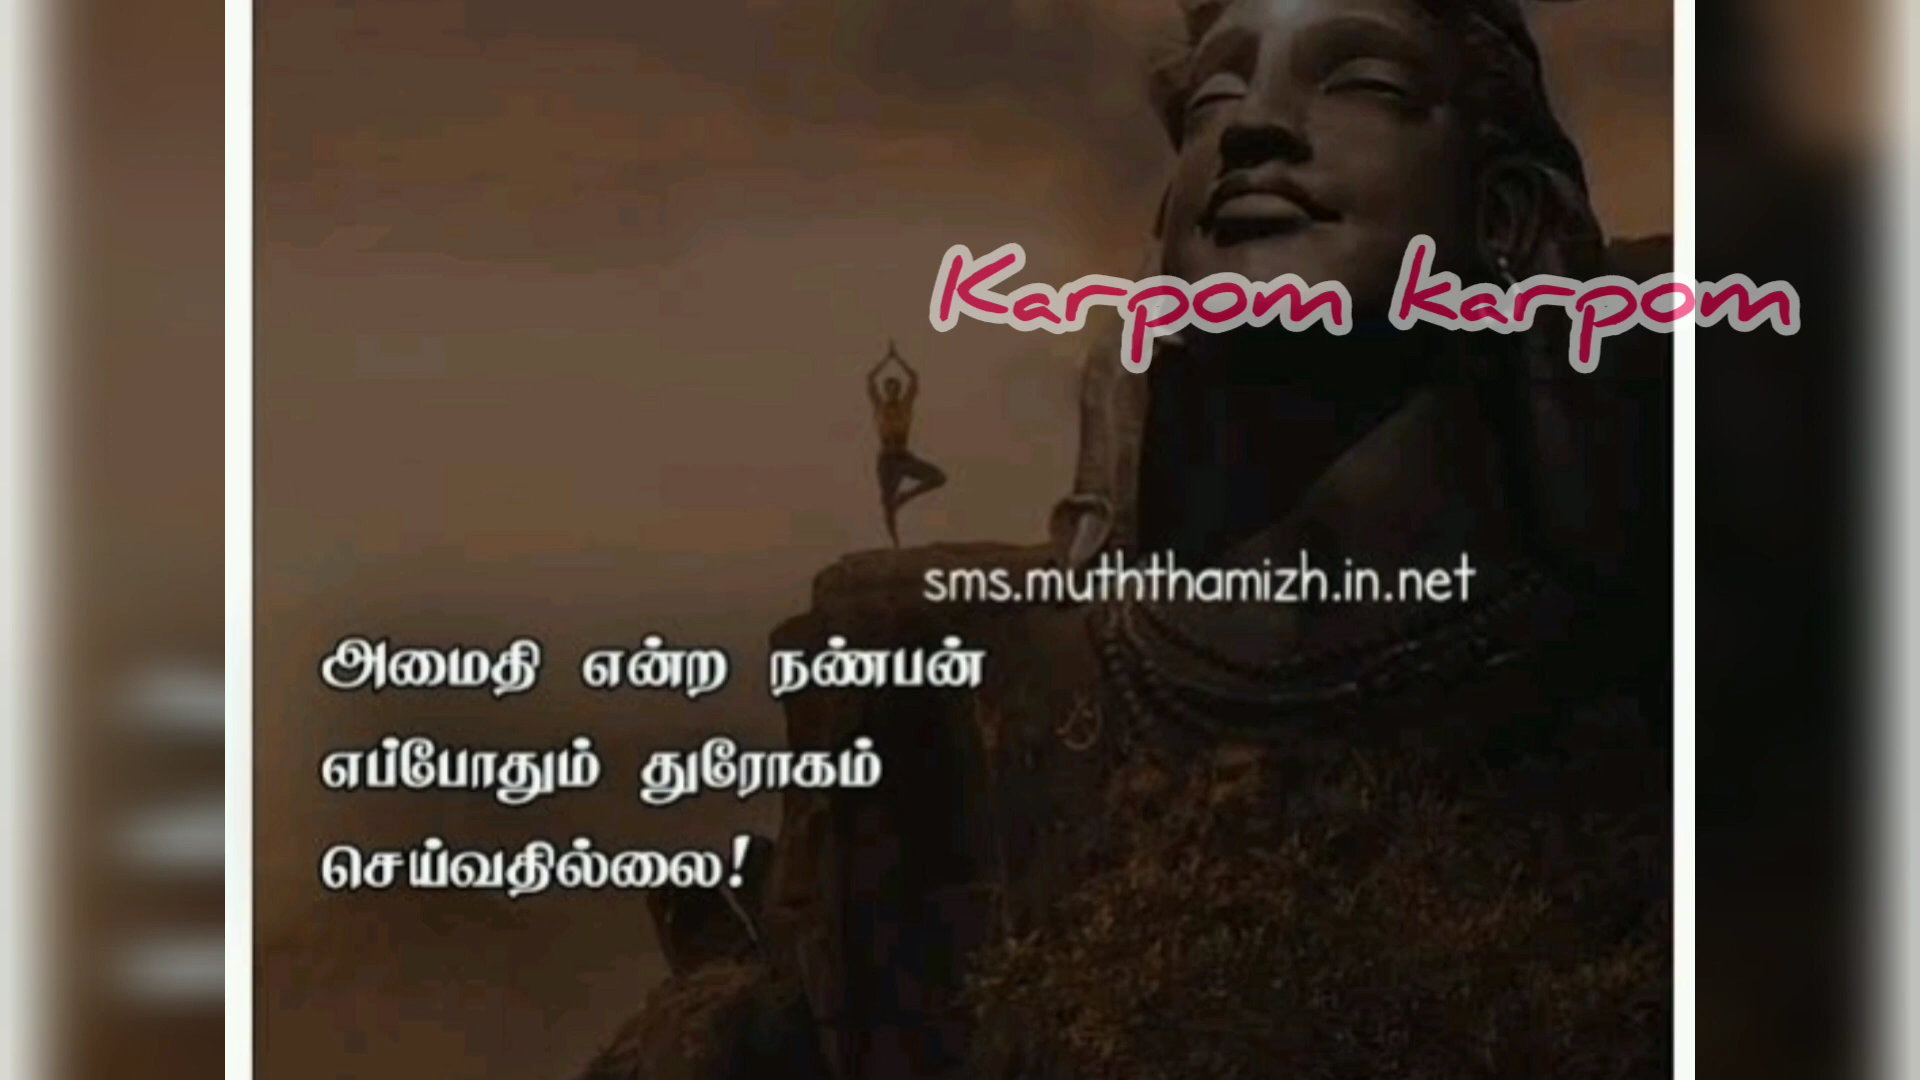 Karpom karpom
sms.muththamizh.in.net
அமைதி என்ற நண்பன்
எப்போதும் துரோகம்
செய்வதில்லை!